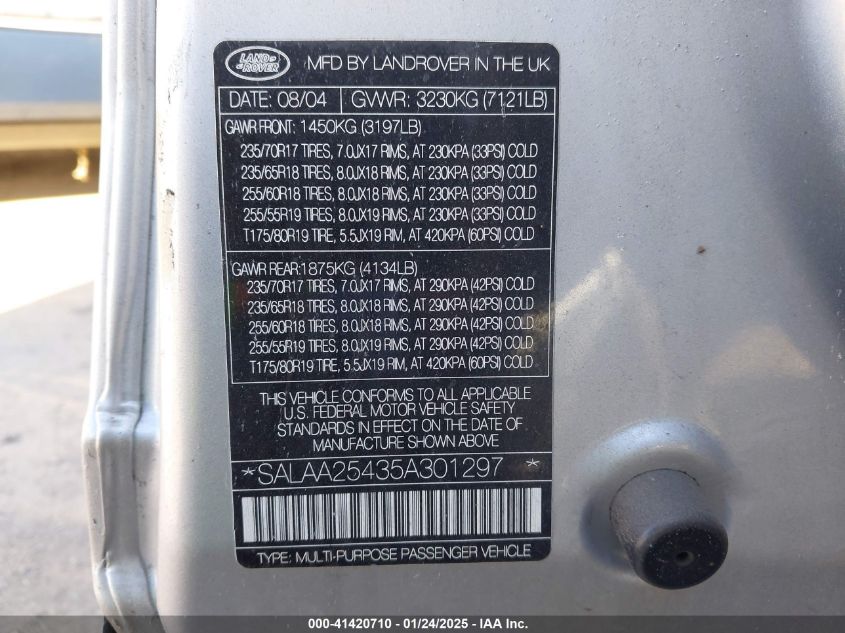 LAND-
ROVER
MFD BY LANDROVER IN THE UK
DATE: 08/04 GVWR: 3230KG (7121LB)
GAWR FRONT: 1450KG (3197LB)
235/70R17 TIRES, 7.0JX17 RIMS, AT 230KPA (33PSI) COLD
235/65R18 TIRES, 8.0JX18 RIMS, AT 230KPA (33PSI) COLD
255/60R18 TIRES, 8.0JX18 RIMS, AT 230KPA (33PSI) COLD
255/55R19 TIRES, 8.0JX19 RIMS, AT 230KPA (33PSI) COLD
T175/80R19 TIRE, 5.5JX19 RIM, AT 420KPA (60PSI) COLD
GAWR REAR:1875KG (4134LB)
235/70R17 TIRES, 7.0JX17 RIMS, AT 290KPA (42PSI) COLD
235/65R18 TIRES, 8.0JX18 RIMS, AT 290KPA (42PSI) COLD
255/60R18 TIRES, 8.0JX18 RIMS, AT 290KPA (42PSI) COLD
255/55R19 TIRES, 8.0JX19 RIMS, AT 290KPA (42PSI) COLD
T175/80R19 TIRE, 5.5JX19 RIM, AT 420KPA (60PSI) COLD
THIS VEHICLE CONFORMS TO ALL APPLICABLE
U.S. FEDERAL MOTOR VEHICLE SAFETY
STANDARDS IN EFFECT ON THE DATE OF
MANUFACTURE SHOWN ABOVE
*SALAA25435A301297 *
TYPE: MULTI-PURPOSE PASSENGER VEHICLE
000-41420710 - 01/24/2025 - IAA Inc.